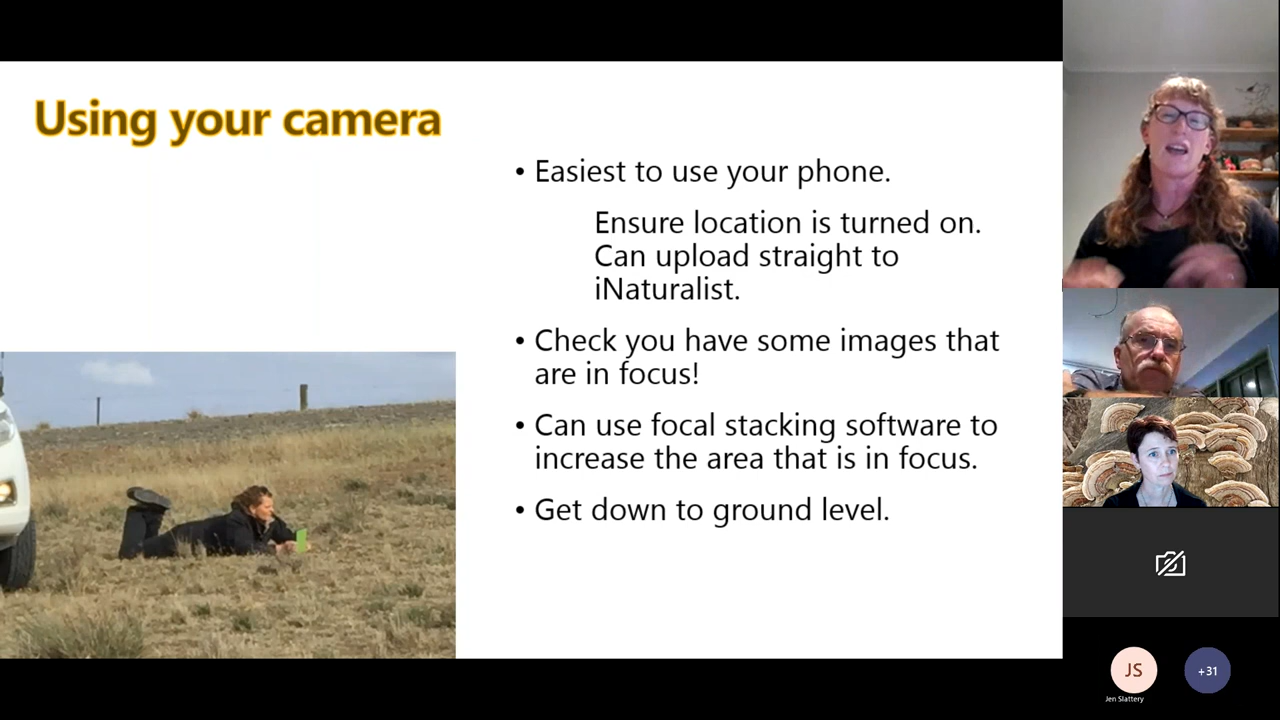 Using your camera
• Easiest to use your phone.
Ensure location is turned on.
Can upload straight to
iNaturalist.
• Check you have some images that
are in focus!
• Can use focal stacking software to
increase the area that is in focus.
• Get down to ground level.
JS
+31
Jen Slattery